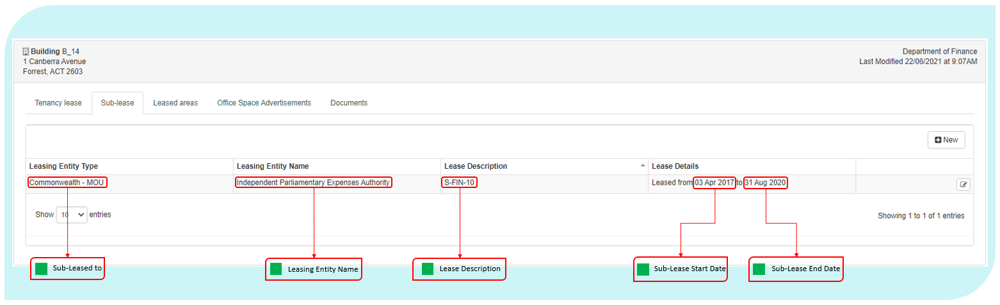 Building B_14
Department of Finance
1 Canberra Avenue
Last Modified 22/06/2021 at 9:07AM
Forrest, ACT 2603
Tenancy lease Sub-lease Leased areas Office Space Advertisements Documents
New
Leasing Entity Type Leasing Entity Name Lease Description Lease Details
Commonwealth - MOU Independent Parliamentary Expenses Authority S-FIN-10 Leased from 03 Apr 2017 to 31 Aug 2020
Show 10 entries
Showing 1 to 1 of 1 entries
Sub-Leased to Leasing Entity Name Lease Description Sub-Lease Start Date Sub-Lease End Date